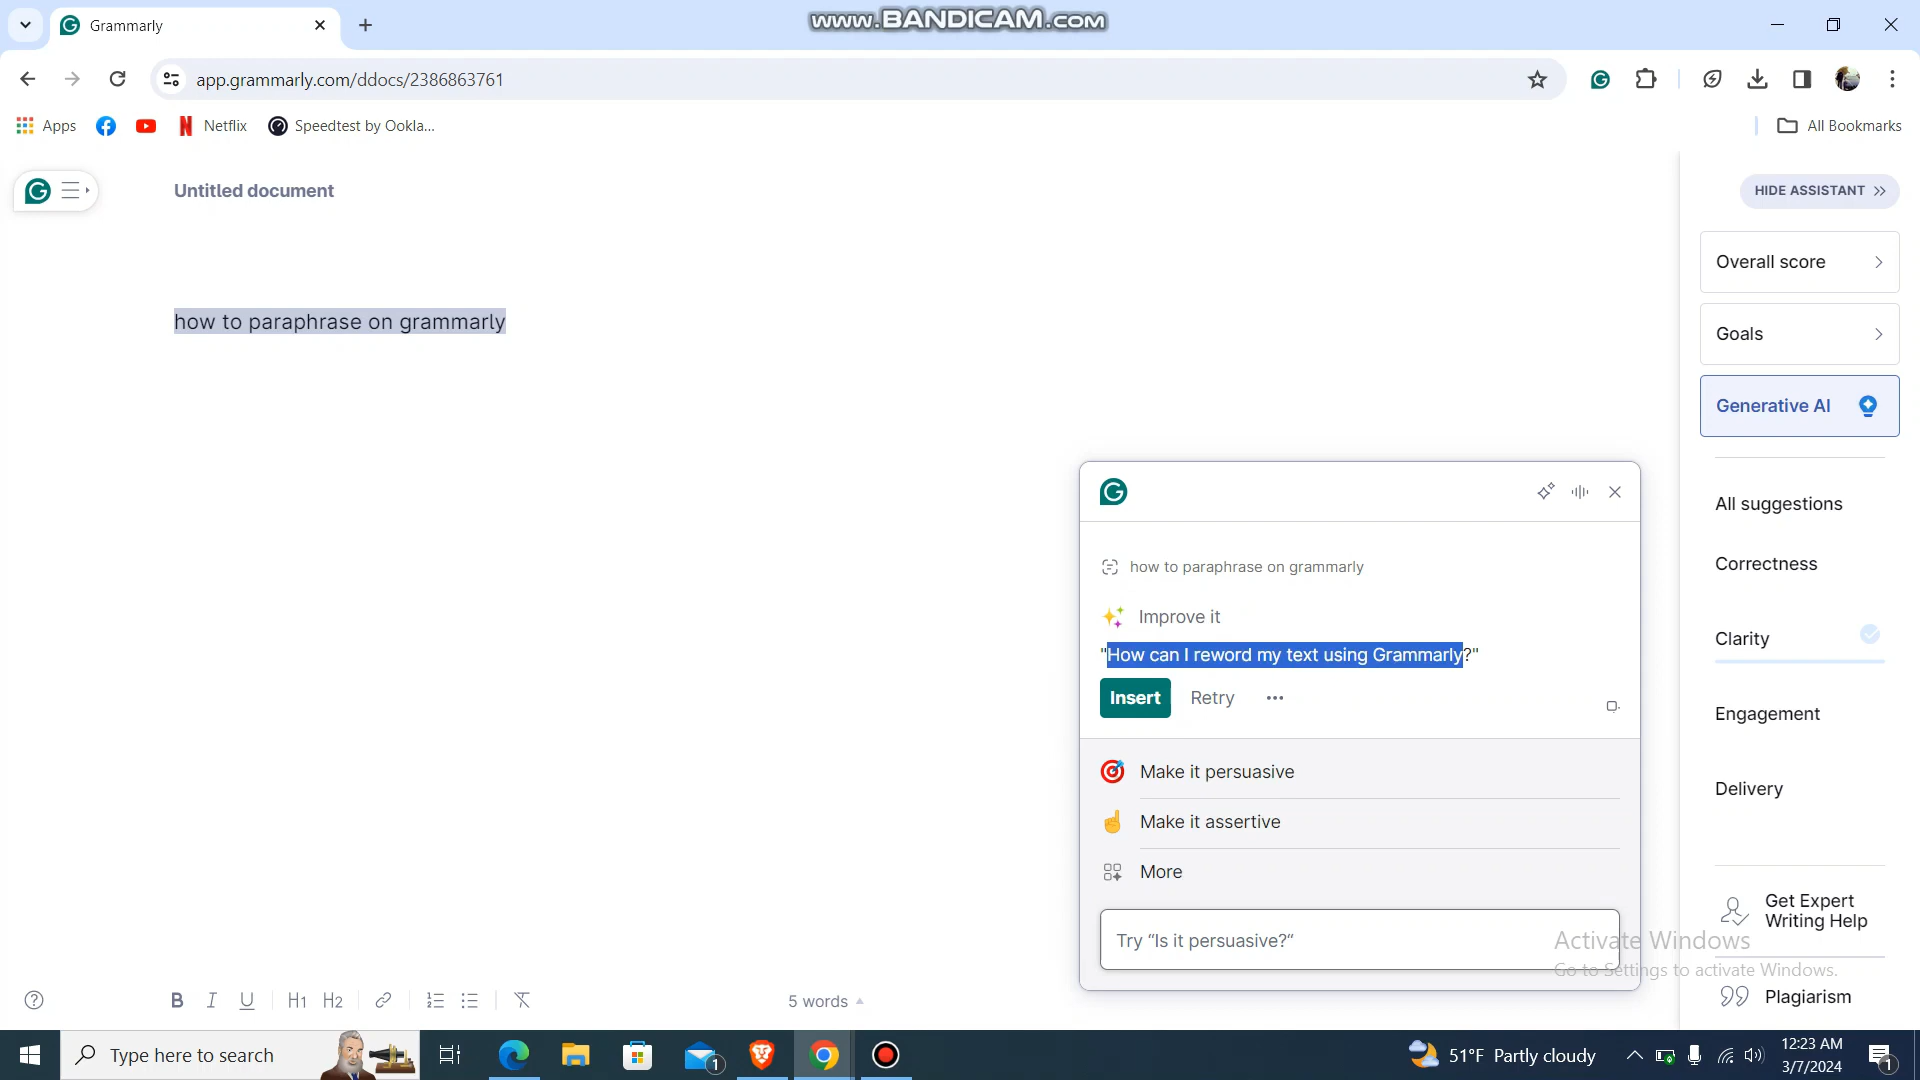 Grammarly
www.BANDICAM.com
app.grammarly.com/ddocs/2386863761
Apps
Netflix
Speedtest by Ookla...
All Bookmarks
Untitled document
HIDE ASSISTANT
how to paraphrase on grammarly
Overall score
Goals
Generative AI
All suggestions
Correctness
Clarity
Engagement
Delivery
Get Expert
Writing Help
Plagiarism
how to paraphrase on grammarly
Improve it
"How can I reword my text using Grammarly?"
Insert
Retry
Make it persuasive
Make it assertive
More
Try “Is it persuasive?“
Activate Windows
Go to Settings to activate Windows.
B I U H1 H2
5 words
Type here to search
1
51°F Partly cloudy
12:23 AM
3/7/2024
1